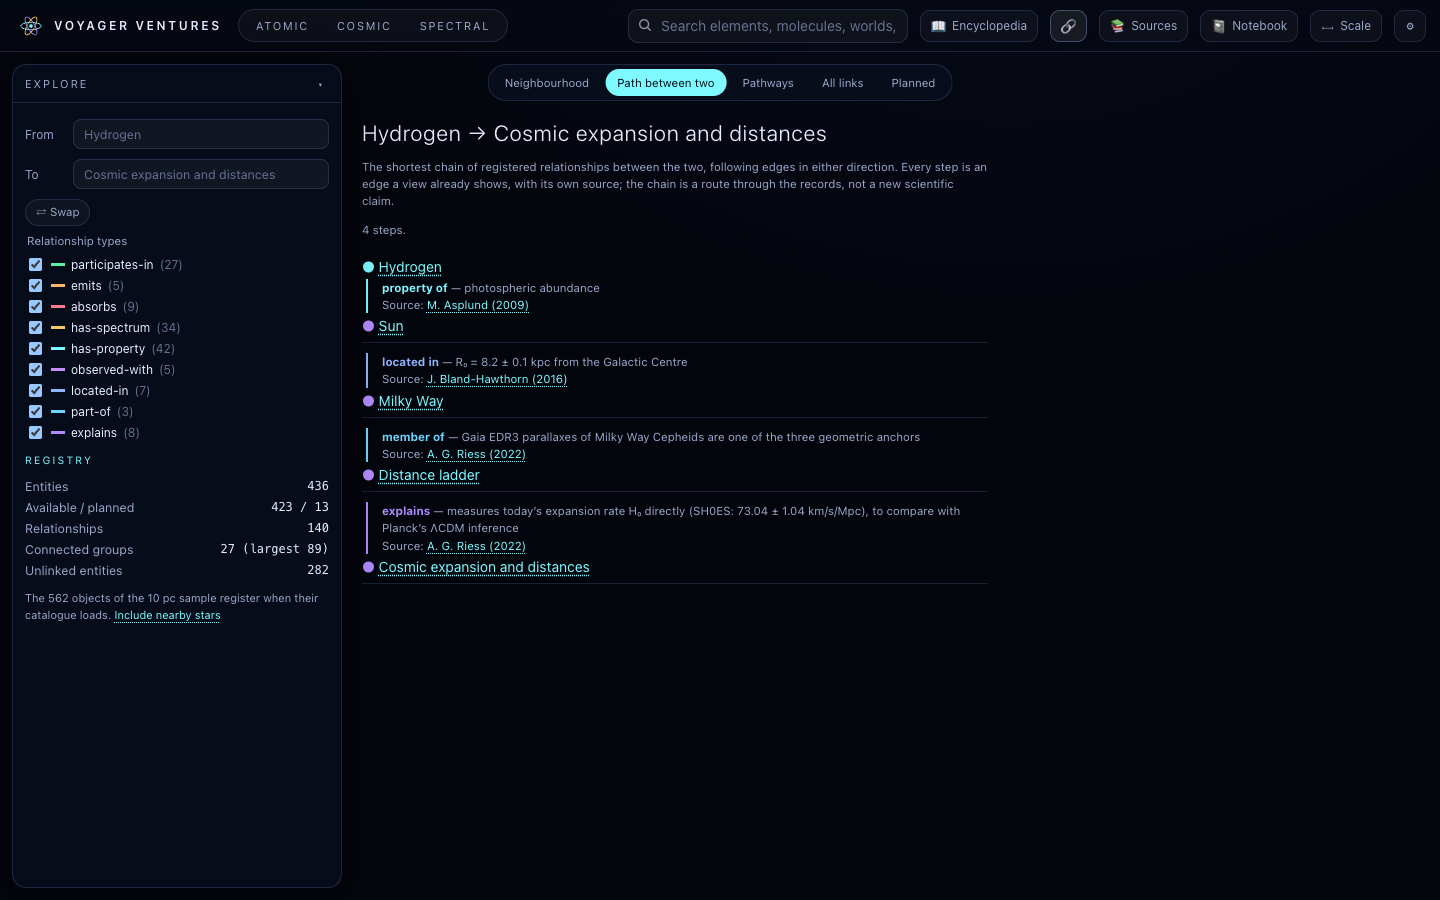 VOYAGER VENTURES
ATOMIC COSMIC SPECTRAL
Search elements, molecules, worlds,
Encyclopedia
Sources
Notebook
Scale
EXPLORE
From Hydrogen
To Cosmic expansion and distances
⇄ Swap
Relationship types
participates-in (27)
emits (5)
absorbs (9)
has-spectrum (34)
has-property (42)
observed-with (5)
located-in (7)
part-of (3)
explains (8)
REGISTRY
Entities 436
Available / planned 423 / 13
Relationships 140
Connected groups 27 (largest 89)
Unlinked entities 282
The 562 objects of the 10 pc sample register when their
catalogue loads. Include nearby stars
Neighbourhood Path between two Pathways All links Planned
Hydrogen → Cosmic expansion and distances
The shortest chain of registered relationships between the two, following edges in either direction. Every step is an
edge a view already shows, with its own source; the chain is a route through the records, not a new scientific
claim.
4 steps.
Hydrogen
property of — photospheric abundance
Source: M. Asplund (2009)
Sun
located in — R₀ = 8.2 ± 0.1 kpc from the Galactic Centre
Source: J. Bland-Hawthorn (2016)
Milky Way
member of — Gaia EDR3 parallaxes of Milky Way Cepheids are one of the three geometric anchors
Source: A. G. Riess (2022)
Distance ladder
explains — measures today's expansion rate H₀ directly (SH0ES: 73.04 ± 1.04 km/s/Mpc), to compare with
Planck's ΛCDM inference
Source: A. G. Riess (2022)
Cosmic expansion and distances